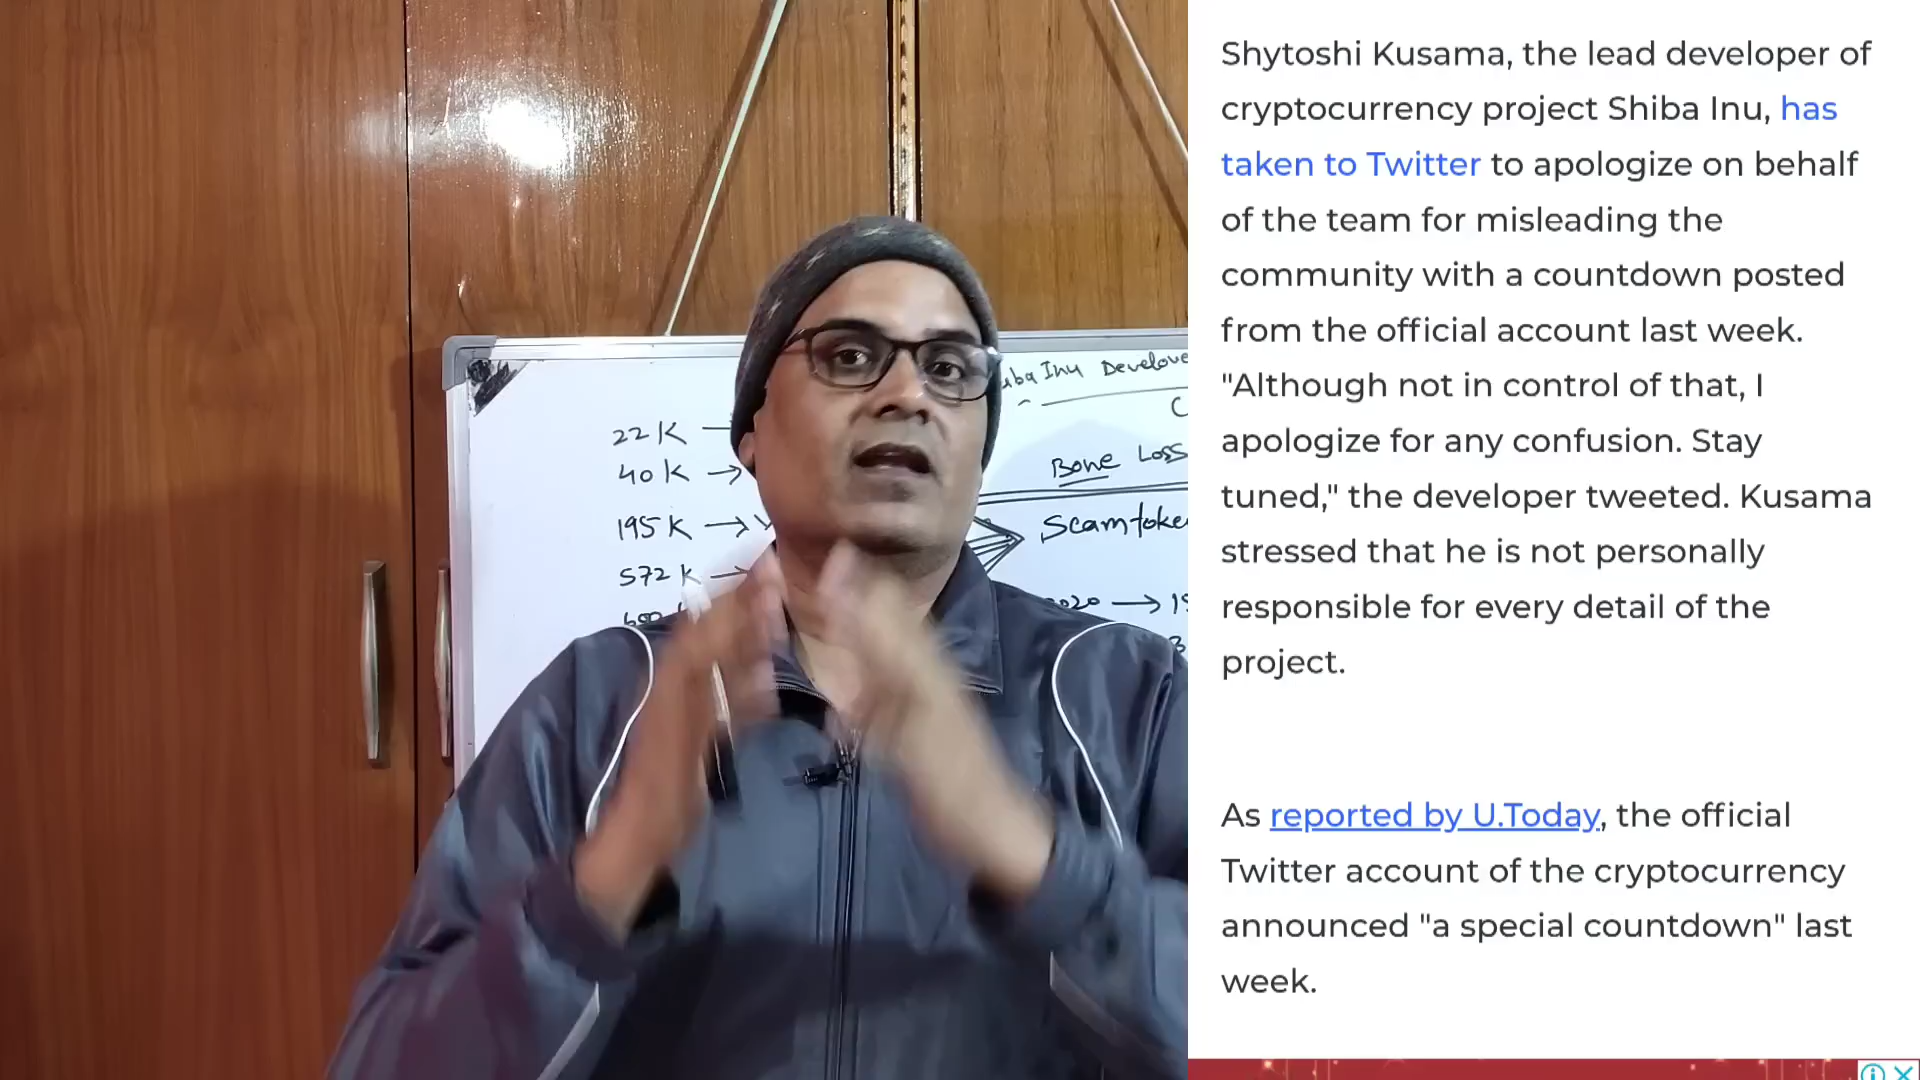 22 K
40 K
195 K
572 K
Inu
Bone Loss
Scam
Shytoshi Kusama, the lead developer of
cryptocurrency project Shiba Inu, has
taken to Twitter to apologize on behalf
of the team for misleading the
community with a countdown posted
from the official account last week.
"Although not in control of that, I
apologize for any confusion. Stay
tuned," the developer tweeted. Kusama
stressed that he is not personally
responsible for every detail of the
project.
As reported by U.Today, the official
Twitter account of the cryptocurrency
announced "a special countdown" last
week.